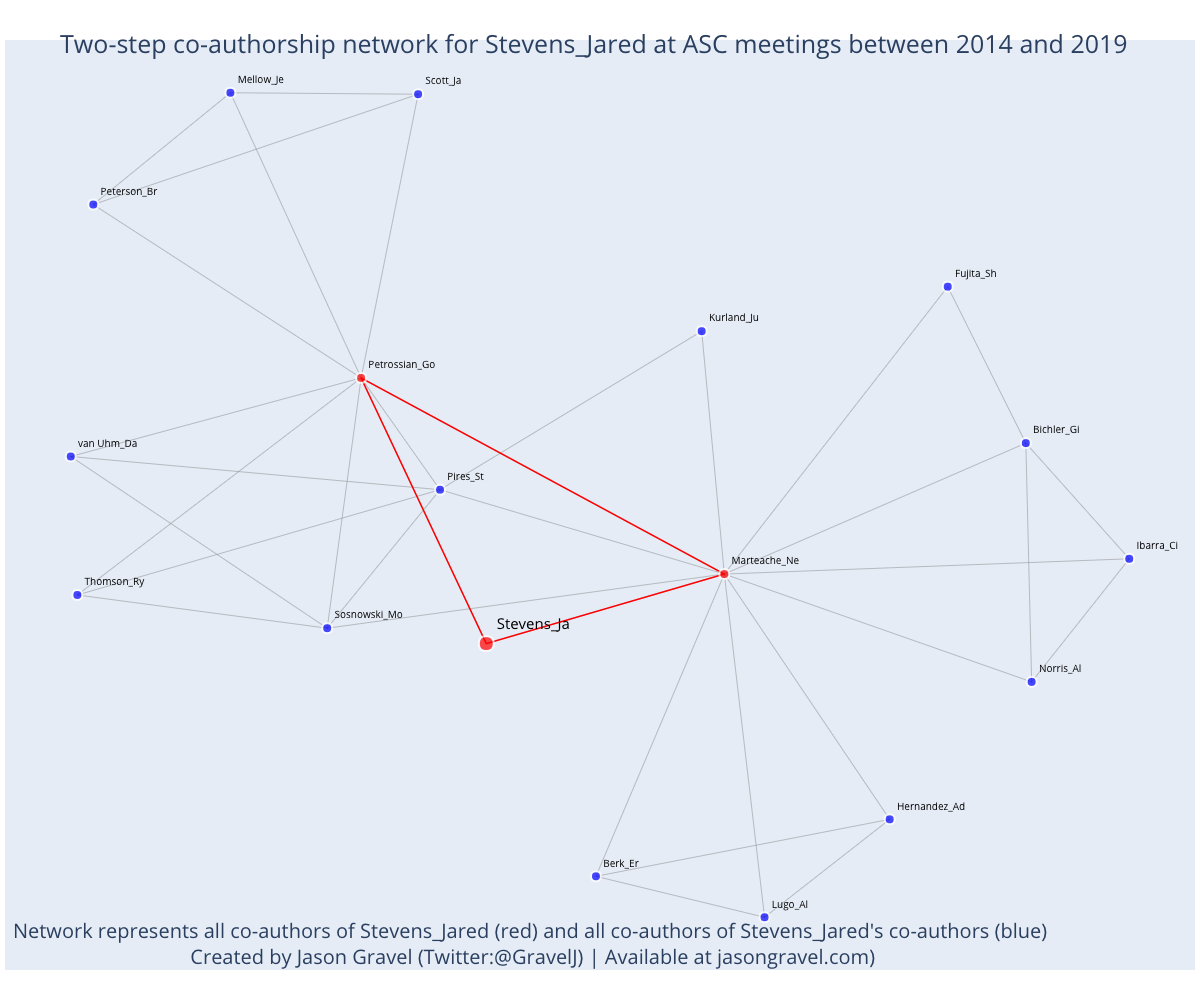 Two-step co-authorship network for Stevens_Jared at ASC meetings between 2014 and 2019
Mellow_Je
Scott_Ja
Peterson_Br
Fujita_Sh
Kurland_Ju
Petrossian_Go
Bichler_Gi
van Uhm_Da
Pires_St
Ibarra_Ci
Marteache_Ne
Thomson_Ry
Sosnowski_Mo
Stevens_Ja
Norris_Al
Hernandez_Ad
Berk_Er
Lugo_Al
Network represents all co-authors of Stevens_Jared (red) and all co-authors of Stevens_Jared's co-authors (blue)
Created by Jason Gravel (Twitter:@GravelJ) | Available at jasongravel.com)